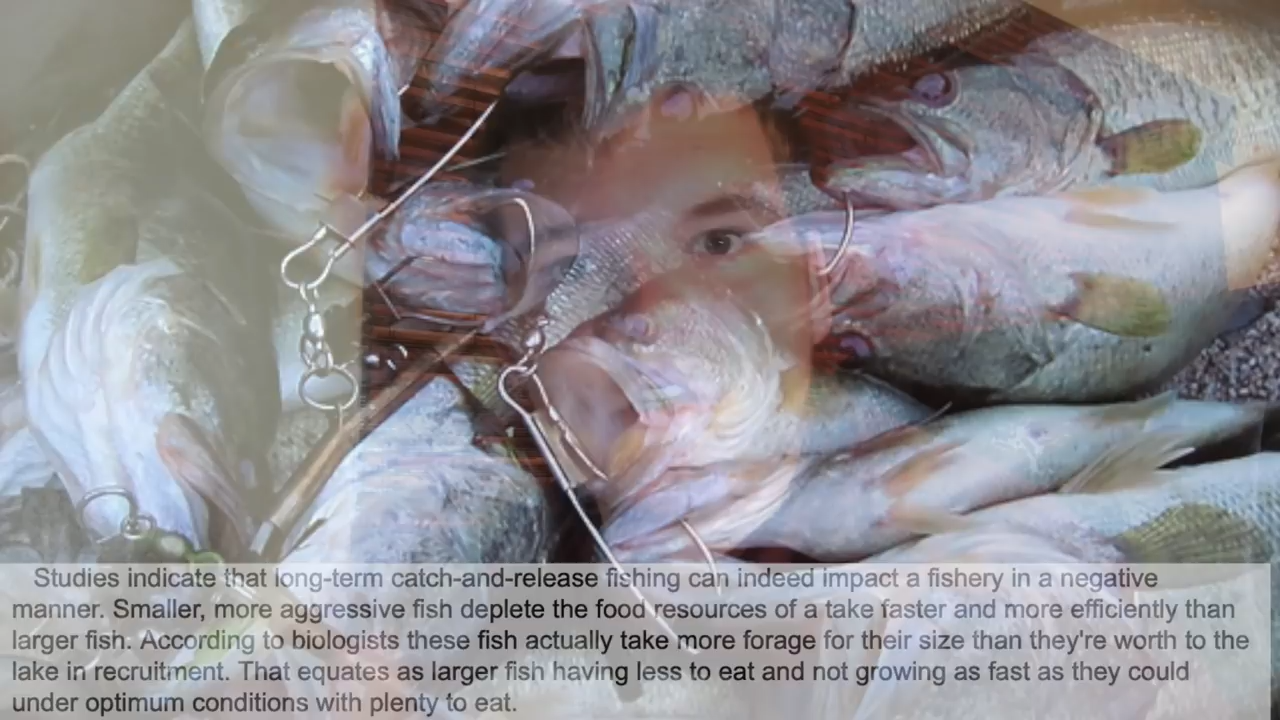 Studies indicate that long-term catch-and-release fishing can indeed impact a fishery in a negative
manner. Smaller, more aggressive fish deplete the food resources of a take faster and more efficiently than
larger fish. According to biologists these fish actually take more forage for their size than they're worth to the
lake in recruitment. That equates as larger fish having less to eat and not growing as fast as they could
under optimum conditions with plenty to eat.